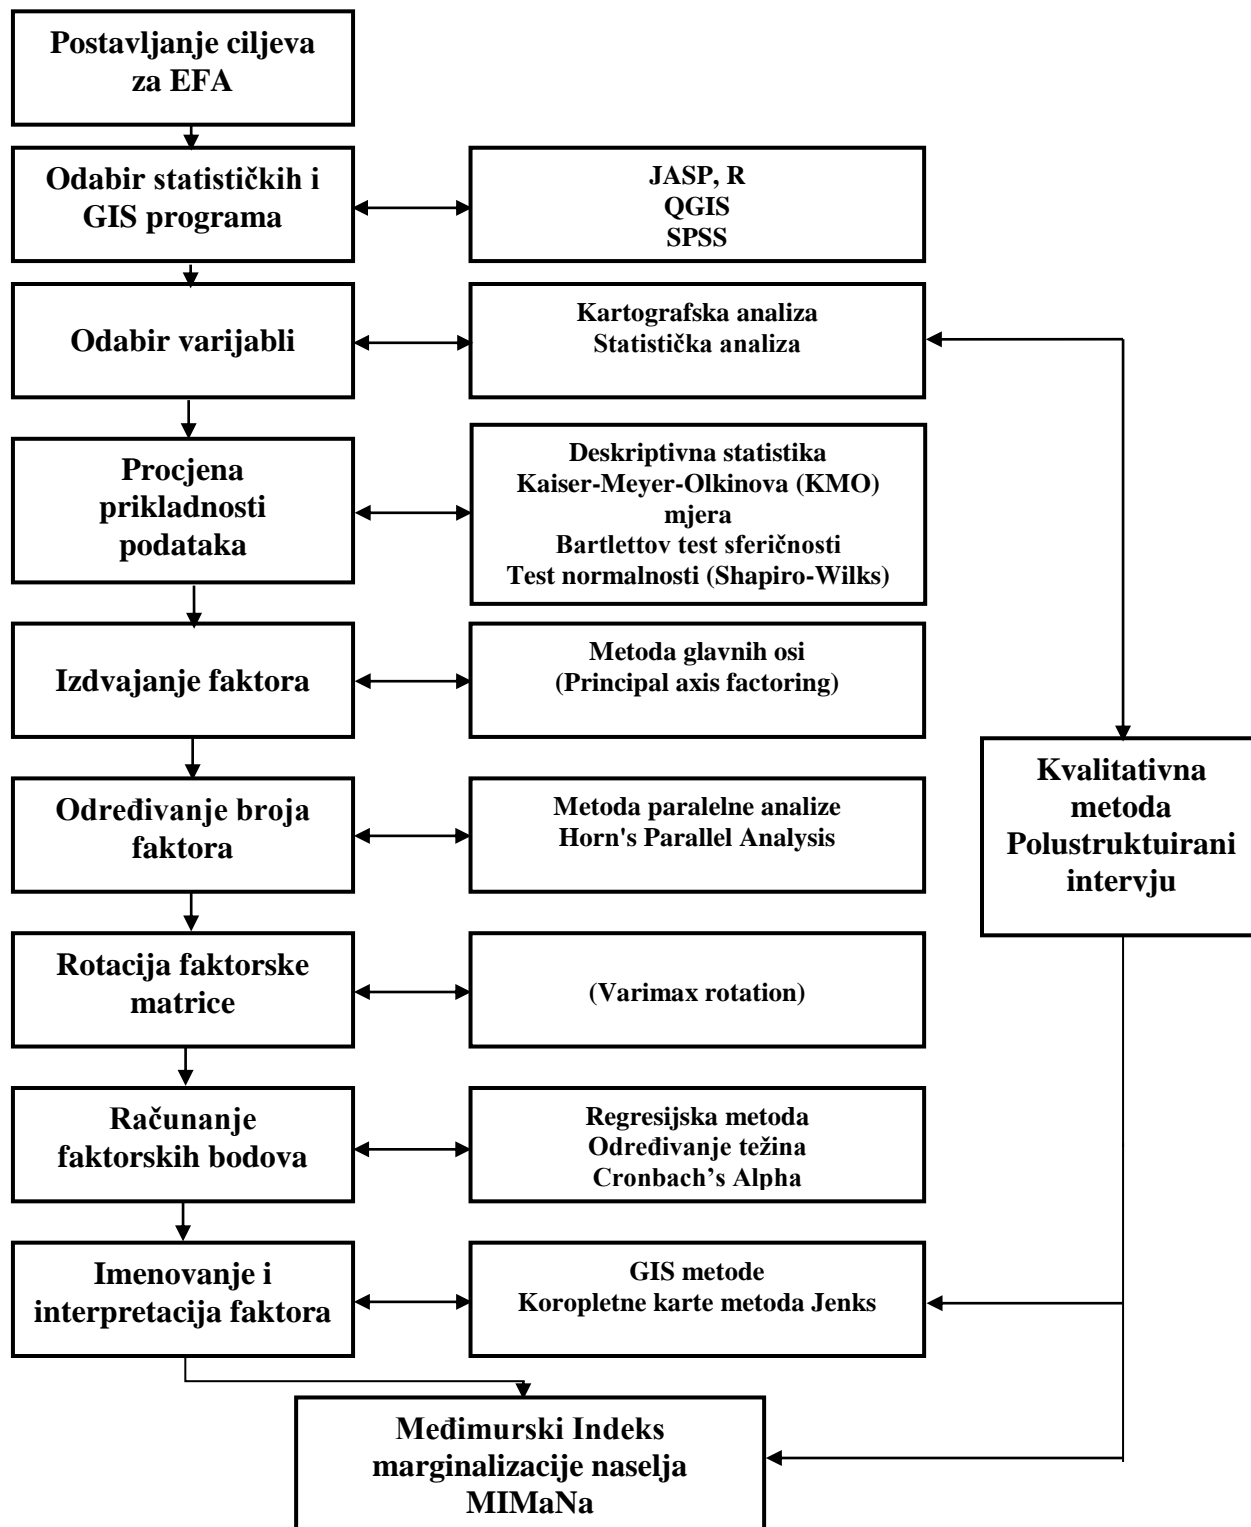 Postavljanje ciljeva
za EFA
Odabir statističkih i
GIS programa
JASP, R
QGIS
SPSS
Odabir varijabli
Kartografska analiza
Statistička analiza
Procjena
prikladnosti
podataka
Deskriptivna statistika
Kaiser-Meyer-Olkinova (KMO)
mjera
Bartlettov test sferičnosti
Test normalnosti (Shapiro-Wilks)
Izdvajanje faktora
Metoda glavnih osi
(Principal axis factoring)
Kvalitativna
metoda
Polustruktuirani
intervju
Određivanje broja
faktora
Metoda paralelne analize
Horn's Parallel Analysis
Rotacija faktorske
matrice
(Varimax rotation)
Računanje
faktorskih bodova
Regresijska metoda
Određivanje težina
Cronbach’s Alpha
Imenovanje i
interpretacija faktora
GIS metode
Koropletne karte metoda Jenks
Međimurski Indeks
marginalizacije naselja
MIMaNa